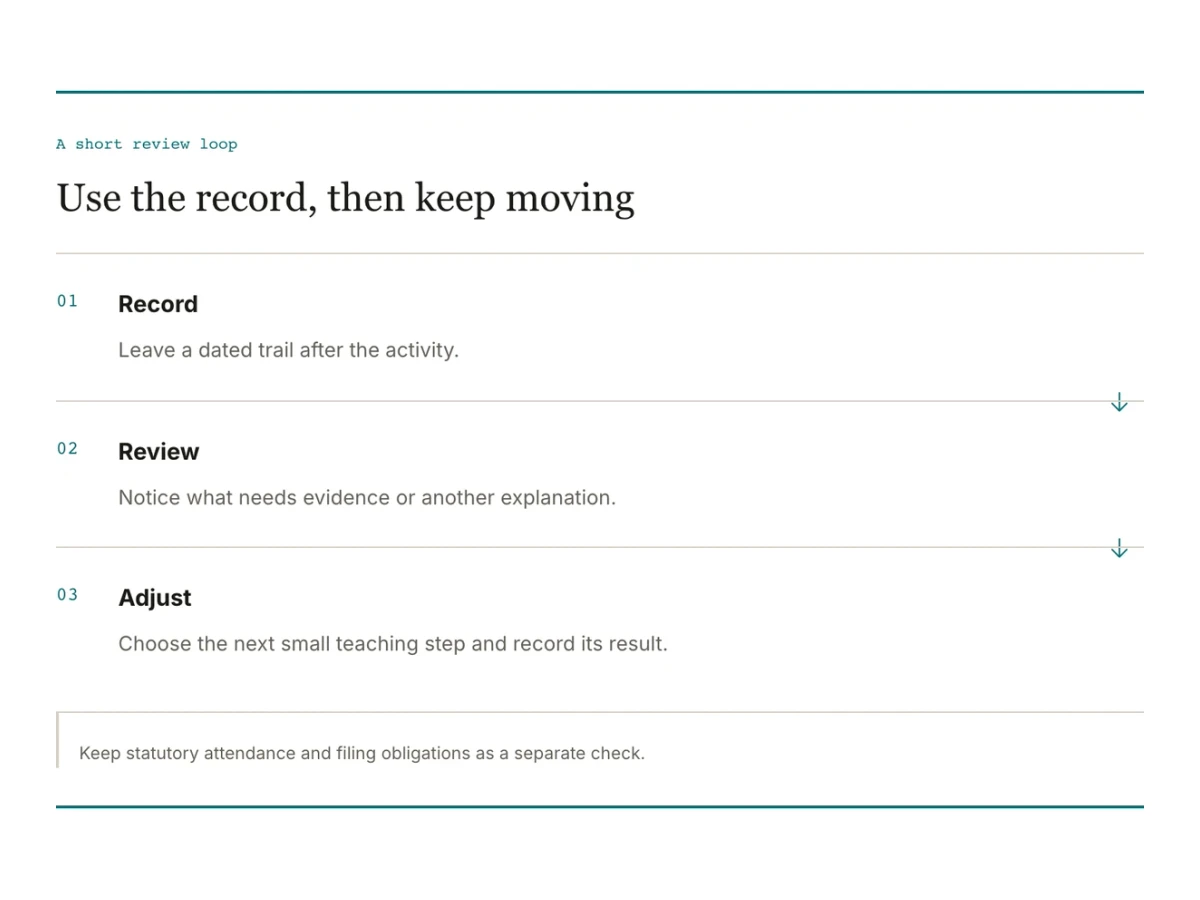 A short review loop
Use the record, then keep moving
01
Record
Leave a dated trail after the activity.
02
Review
Notice what needs evidence or another explanation.
03
Adjust
Choose the next small teaching step and record its result.
Keep statutory attendance and filing obligations as a separate check.